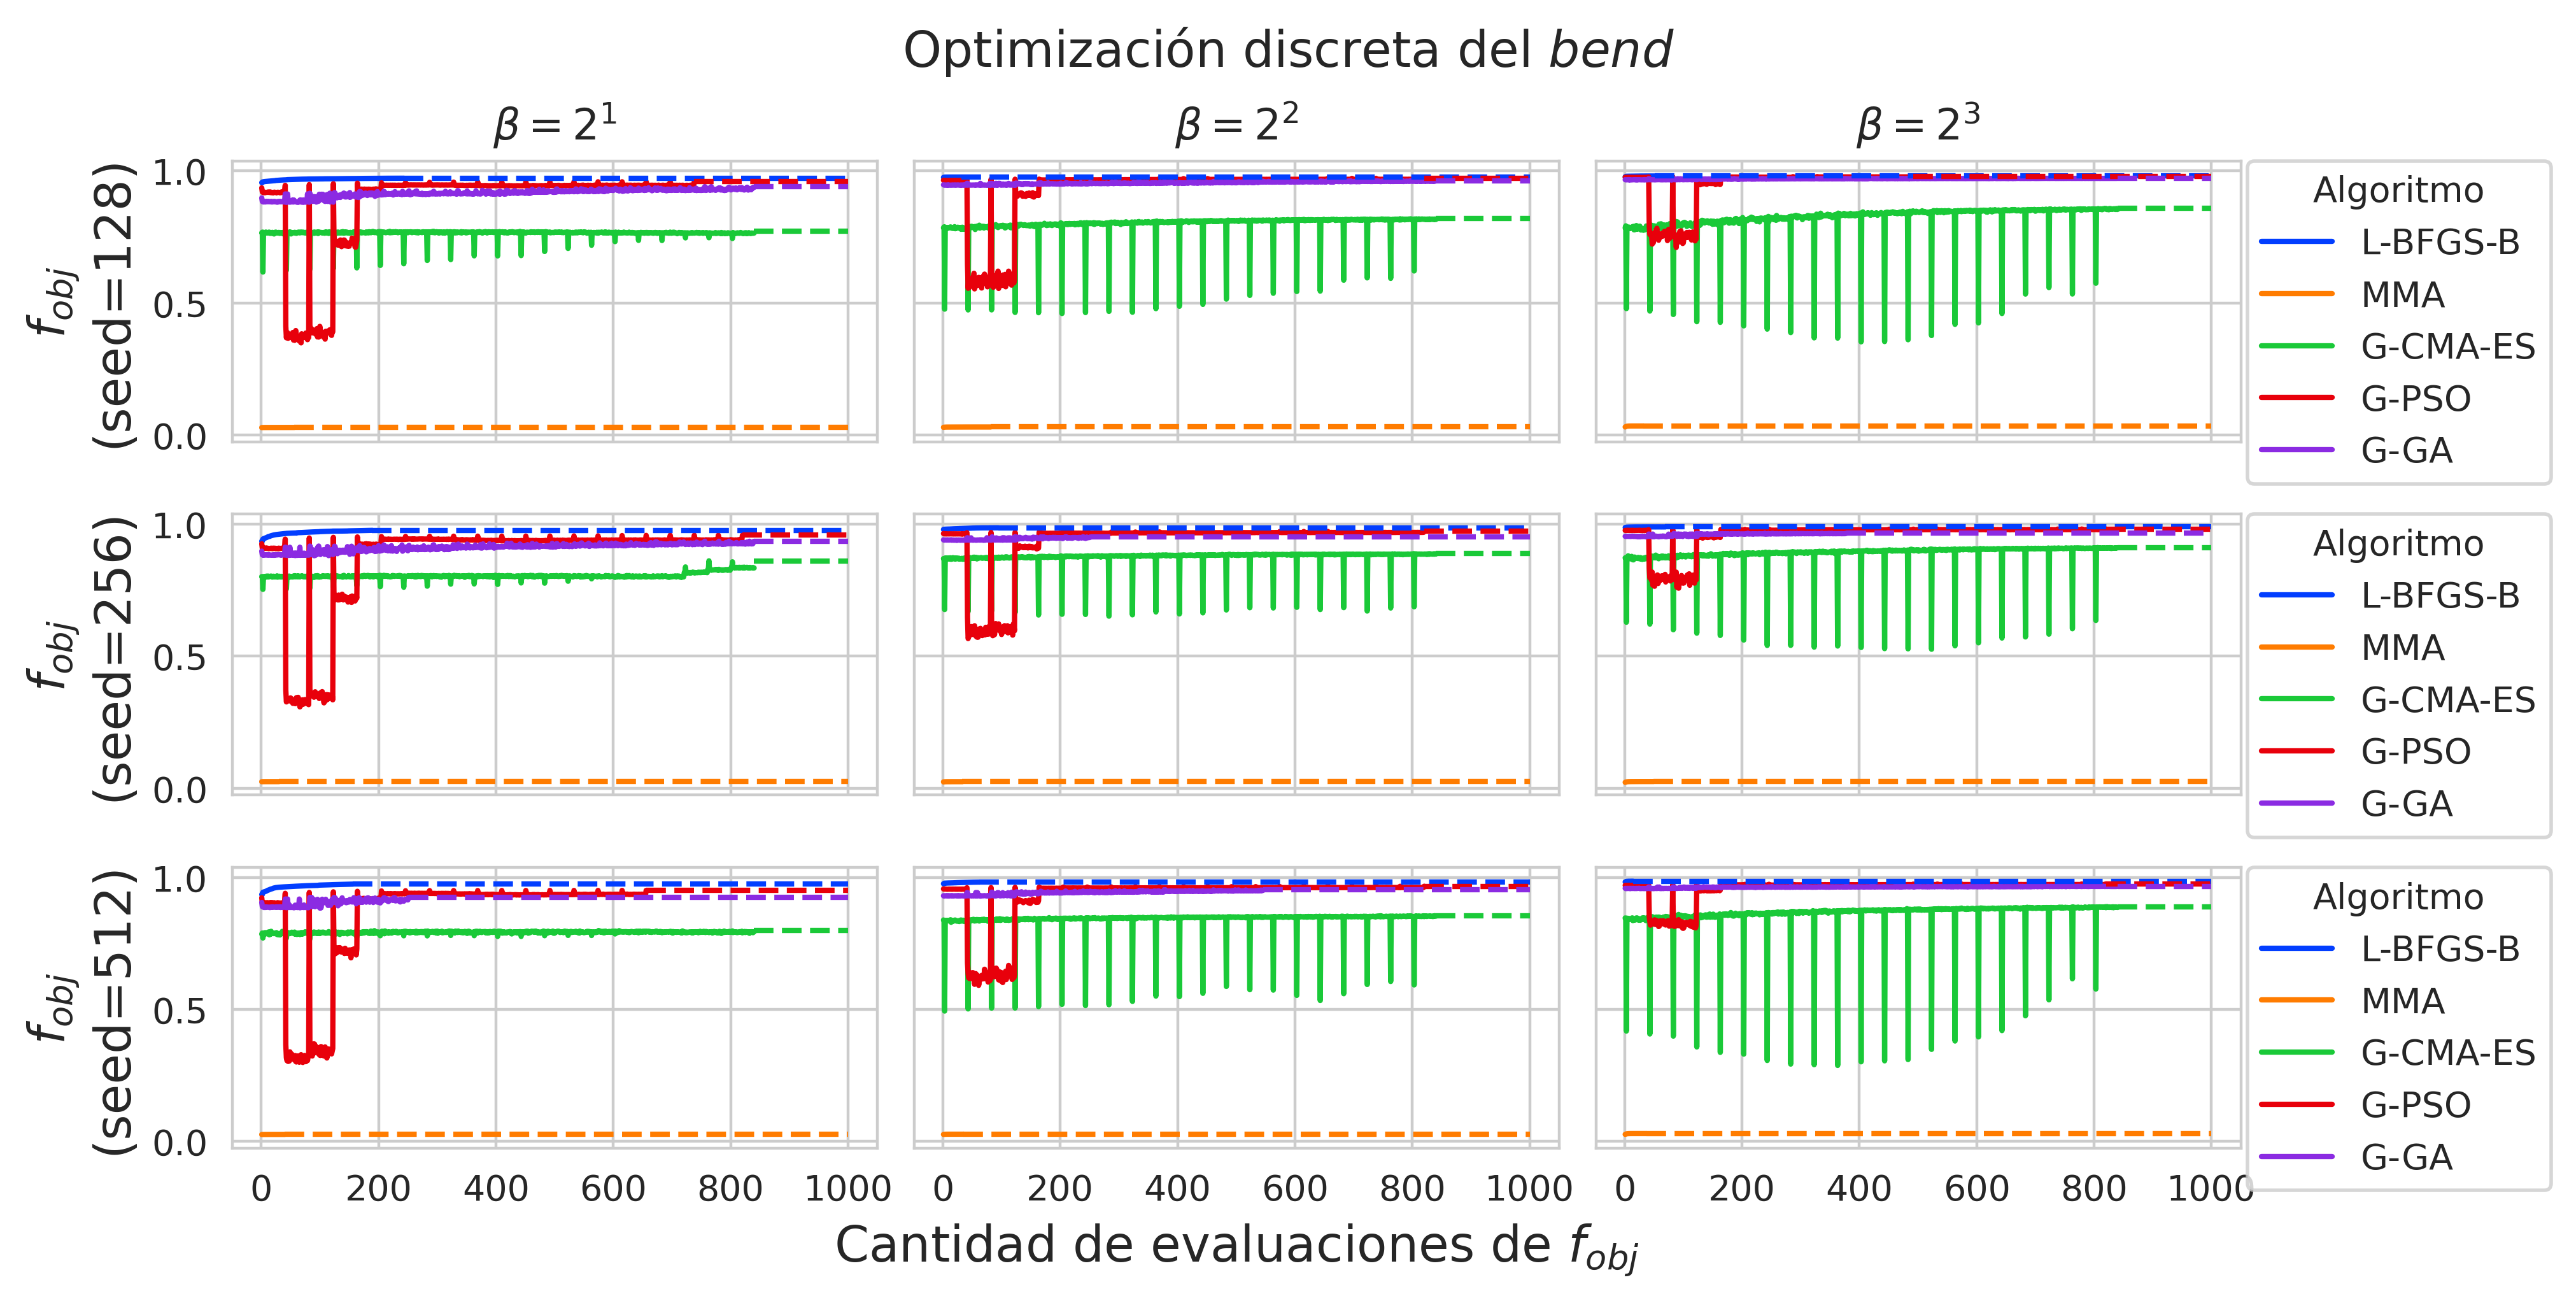 Optimización discreta del bend
β = 2¹
β = 2²
β = 2³
f_obj
(seed=128)
1.0
0.5
0.0
Algoritmo
L-BFGS-B
MMA
G-CMA-ES
G-PSO
G-GA
f_obj
(seed=256)
1.0
0.5
0.0
Algoritmo
L-BFGS-B
MMA
G-CMA-ES
G-PSO
G-GA
f_obj
(seed=512)
1.0
0.5
0.0
Algoritmo
L-BFGS-B
MMA
G-CMA-ES
G-PSO
G-GA
0 200 400 600 800 1000
0 200 400 600 800 1000
0 200 400 600 800 1000
Cantidad de evaluaciones de f_obj